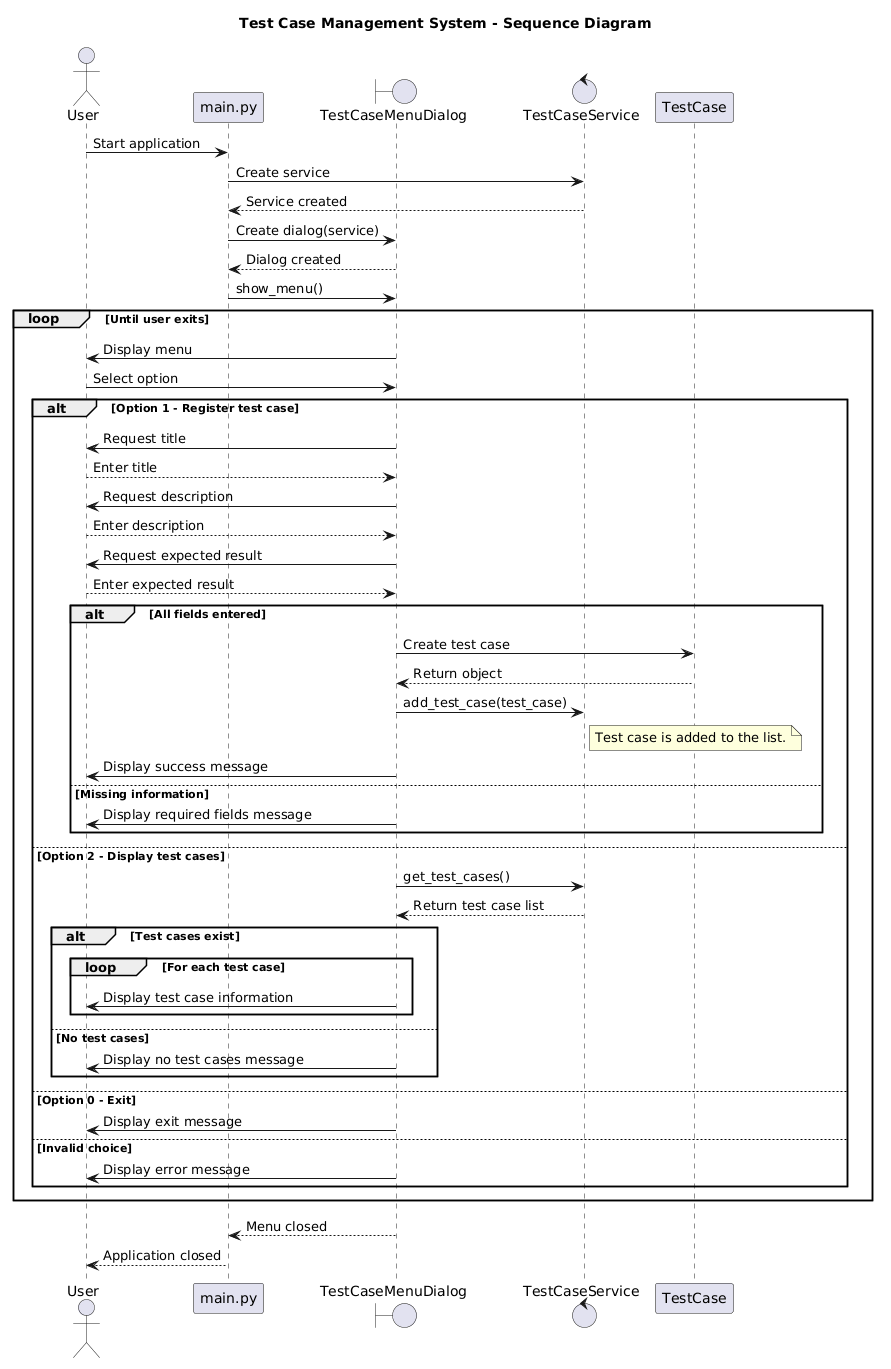 Test Case Management System - Sequence Diagram
User
main.py
TestCaseMenuDialog
TestCaseService
TestCase
Start application
Create service
Service created
Create dialog(service)
Dialog created
show_menu()
loop [Until user exits]
Display menu
Select option
alt [Option 1 - Register test case]
Request title
Enter title
Request description
Enter description
Request expected result
Enter expected result
alt [All fields entered]
Create test case
Return object
add_test_case(test_case)
Test case is added to the list.
Display success message
[Missing information]
Display required fields message
[Option 2 - Display test cases]
get_test_cases()
Return test case list
alt [Test cases exist]
loop [For each test case]
Display test case information
[No test cases]
Display no test cases message
[Option 0 - Exit]
Display exit message
[Invalid choice]
Display error message
Menu closed
Application closed
User
main.py
TestCaseMenuDialog
TestCaseService
TestCase